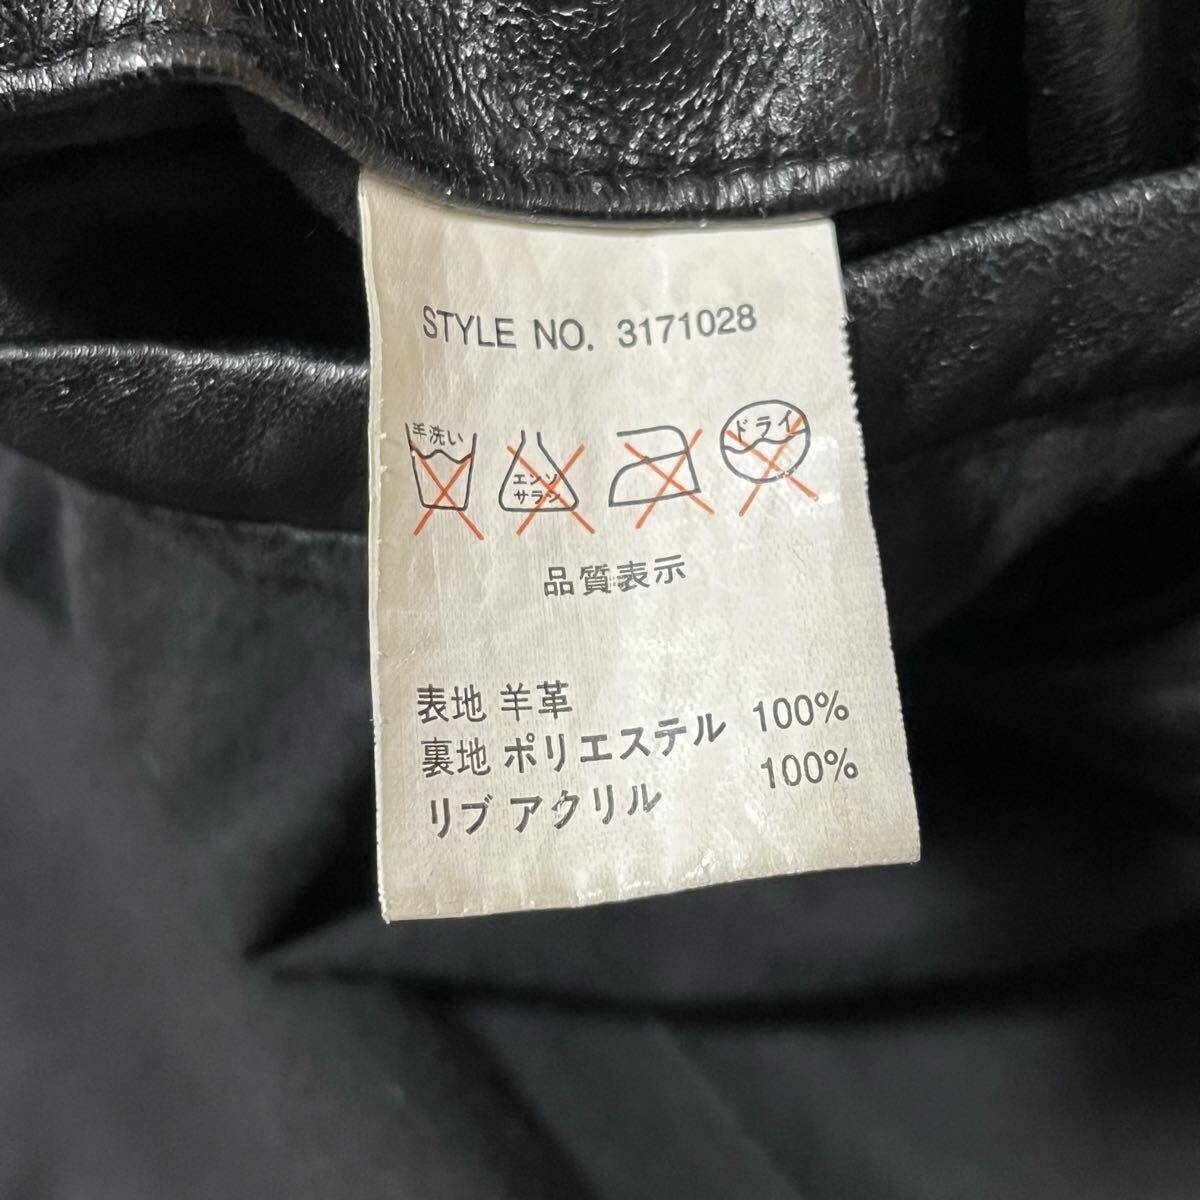 STYLE NO. 3171028
手洗い
エンソ
サラシ
ドライ
品質表示
表地 羊革
裏地 ポリエステル 100%
リブ アクリル 100%